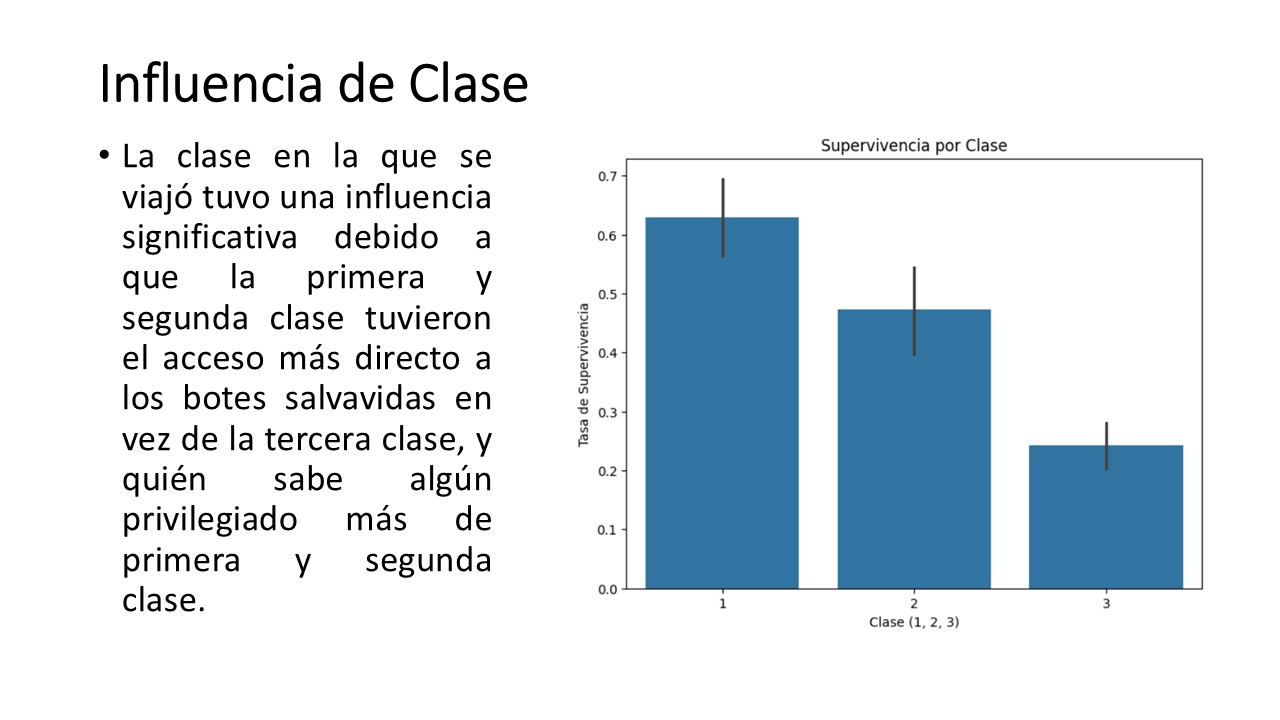 Influencia de Clase
• La clase en la que se
viajó tuvo una influencia
significativa debido a
que la primera y
segunda clase tuvieron
el acceso más directo a
los botes salvavidas en
vez de la tercera clase, y
quién sabe algún
privilegiado más de
primera y segunda
clase.
Supervivencia por Clase
Tasa de Supervivencia
0.7
0.6
0.5
0.4
0.3
0.2
0.1
0.0
1 2 3
Clase (1, 2, 3)